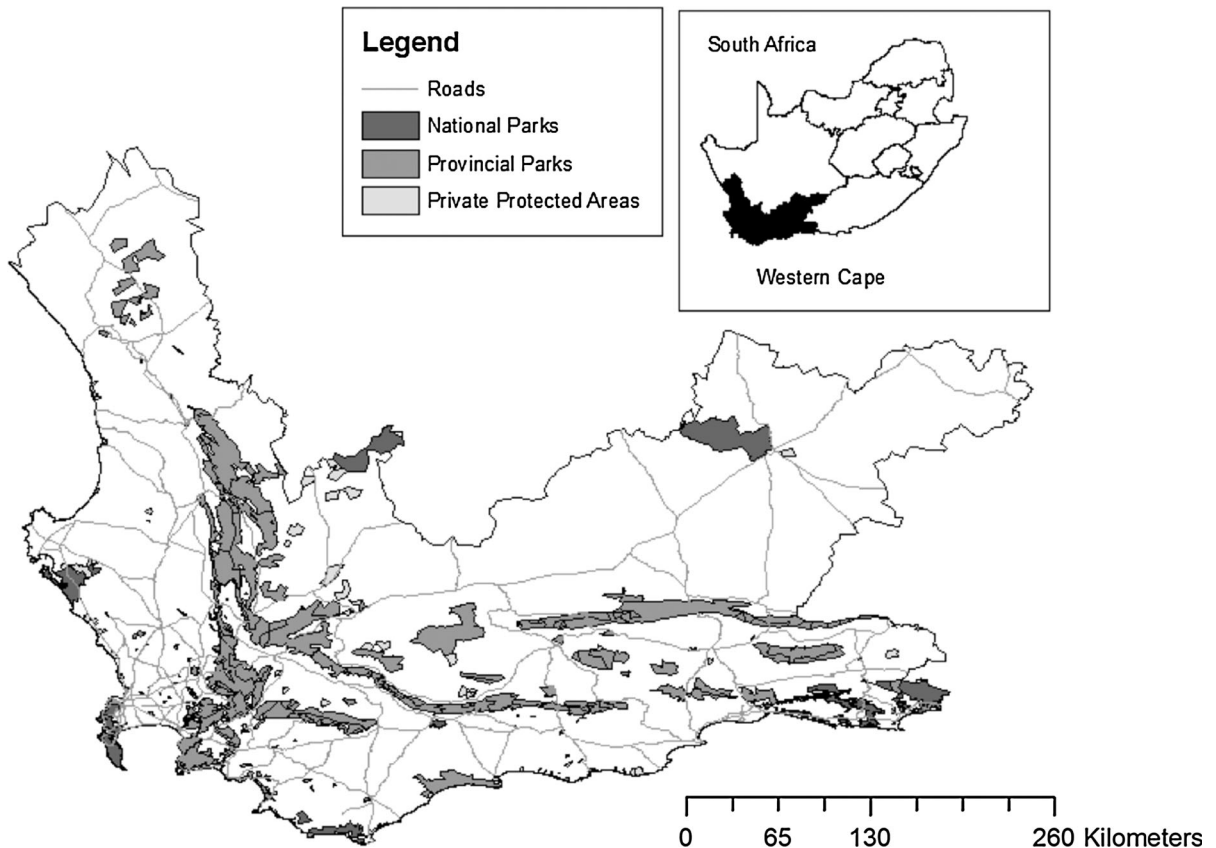 Legend
Roads
National Parks
Provincial Parks
Private Protected Areas
South Africa
Western Cape
0 65 130 260 Kilometers